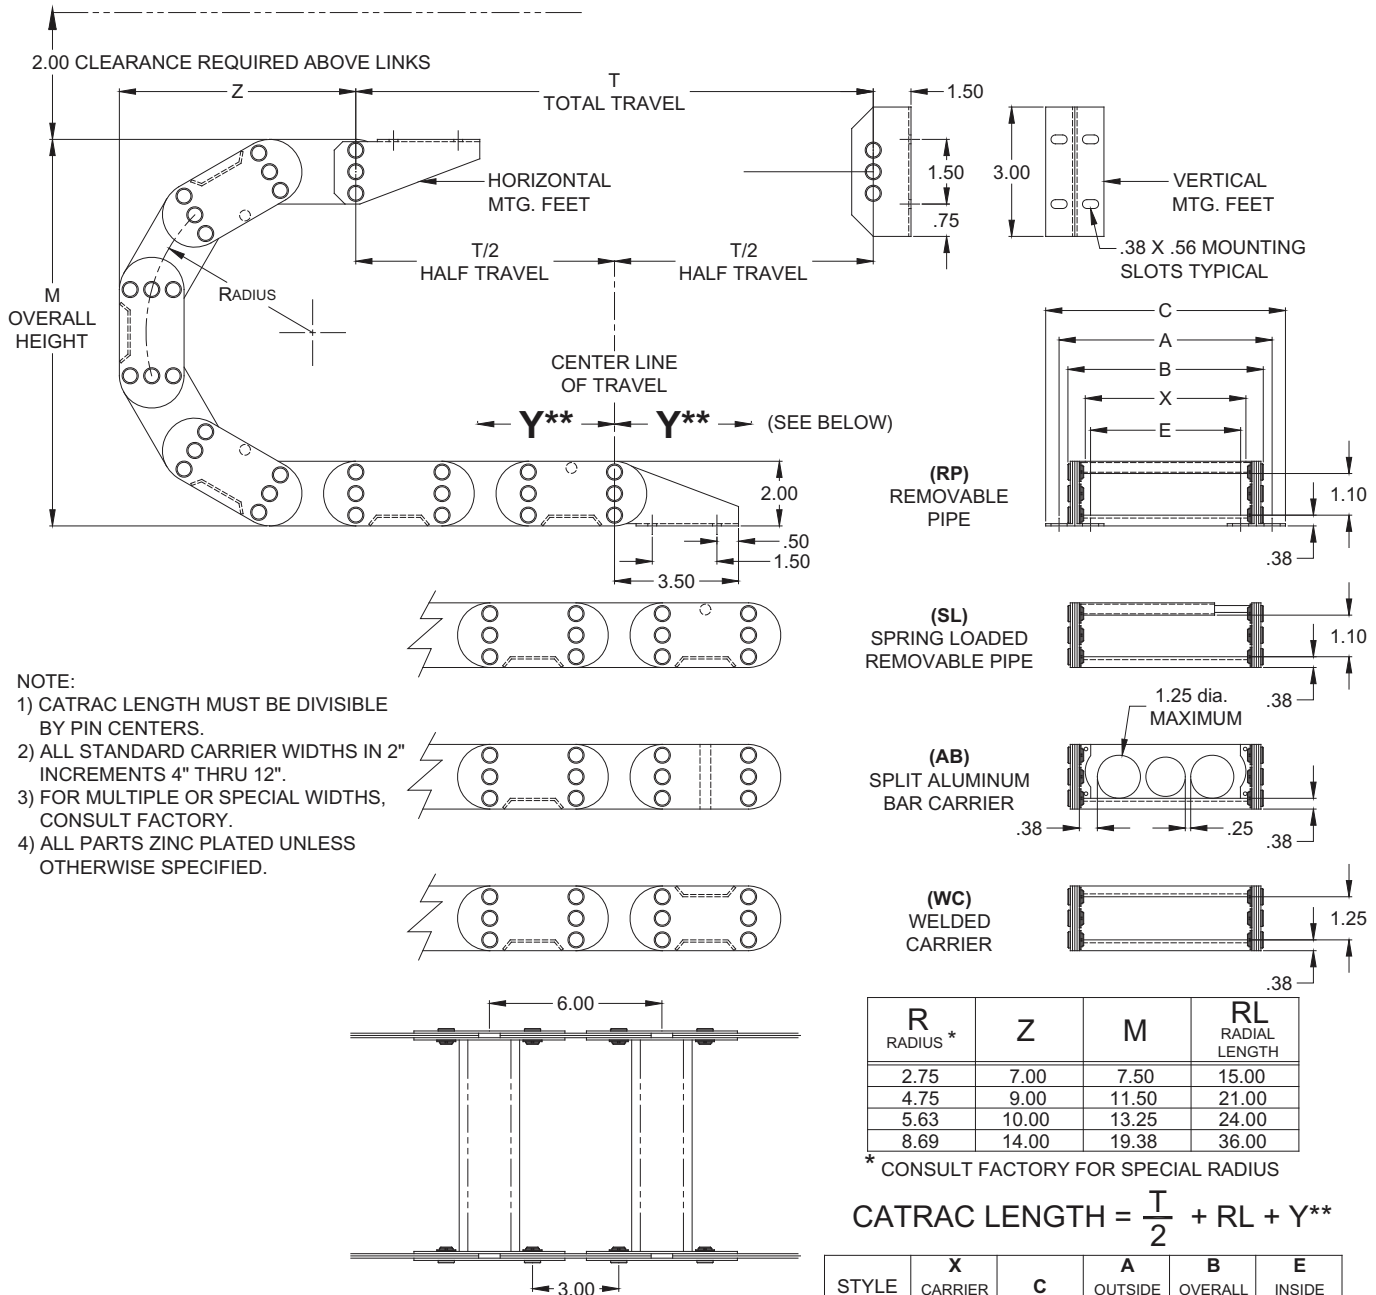 2.00 CLEARANCE REQUIRED ABOVE LINKS
Z
T
TOTAL TRAVEL
1.50
HORIZONTAL
MTG. FEET
1.50
.75
3.00
VERTICAL
MTG. FEET
.38 X .56 MOUNTING
SLOTS TYPICAL
T/2
HALF TRAVEL
T/2
HALF TRAVEL
M
OVERALL
HEIGHT
RADIUS
CENTER LINE
OF TRAVEL
Y** Y** (SEE BELOW)
2.00
.50
1.50
3.50
C
A
B
X
E
(RP)
REMOVABLE
PIPE
1.10
.38
(SL)
SPRING LOADED
REMOVABLE PIPE
1.10
.38
NOTE:
1) CATRAC LENGTH MUST BE DIVISIBLE
BY PIN CENTERS.
2) ALL STANDARD CARRIER WIDTHS IN 2"
INCREMENTS 4" THRU 12".
3) FOR MULTIPLE OR SPECIAL WIDTHS,
CONSULT FACTORY.
4) ALL PARTS ZINC PLATED UNLESS
OTHERWISE SPECIFIED.
1.25 dia.
MAXIMUM
(AB)
SPLIT ALUMINUM
BAR CARRIER
.38
.25
.38
(WC)
WELDED
CARRIER
1.25
.38
6.00
3.00
R RADIUS * Z M RL RADIAL LENGTH
2.75 7.00 7.50 15.00
4.75 9.00 11.50 21.00
5.63 10.00 13.25 24.00
8.69 14.00 19.38 36.00
* CONSULT FACTORY FOR SPECIAL RADIUS
CATRAC LENGTH = T/2 + RL + Y**
STYLE X CARRIER C A OUTSIDE B OVERALL E INSIDE